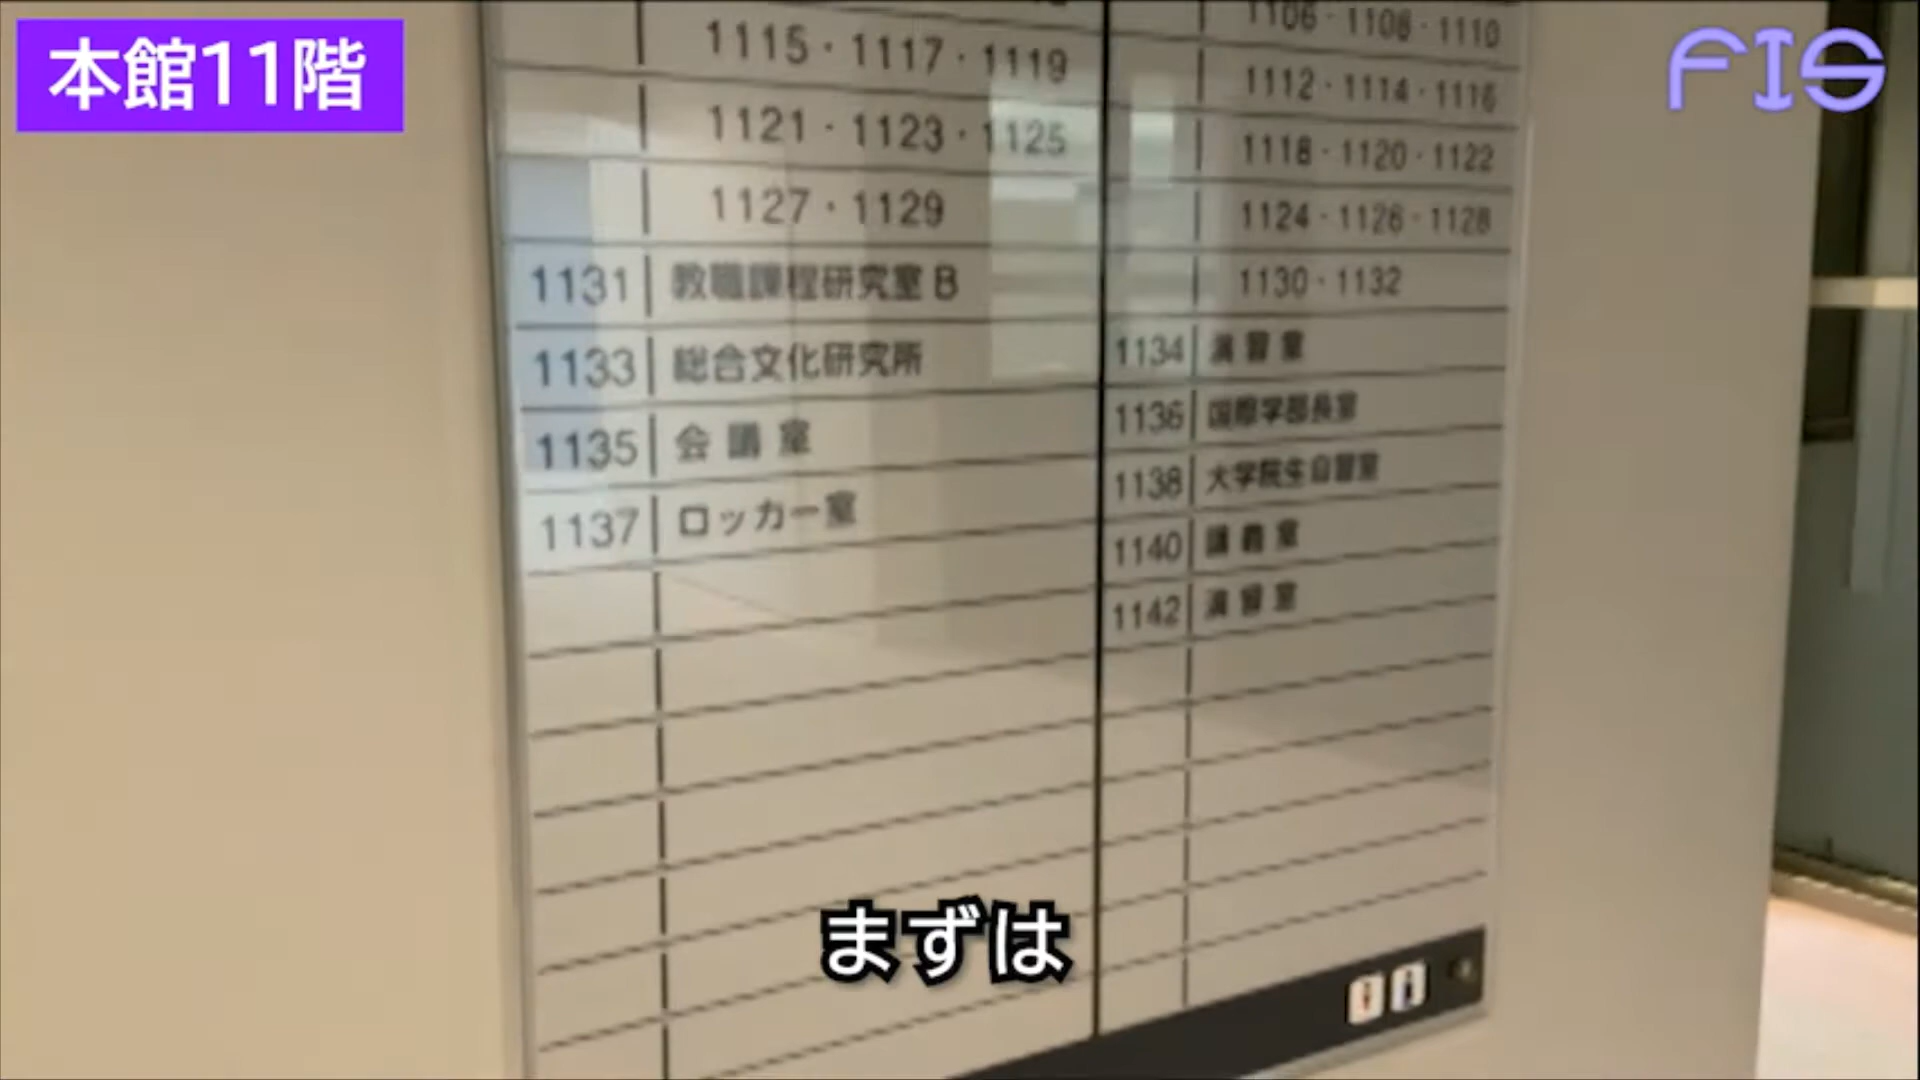 本館11階
FIS
1115・1117・1119
1121・1123・1125
1127・1129
1131 教職課程研究室B
1133 総合文化研究所
1135 会議室
1137 ロッカー室
1106・1108・1110
1112・1114・1116
1118・1120・1122
1124・1126・1128
1130・1132
1134 演習室
1136 国際学部長室
1138 大学院生自習室
1140 講義室
1142 演習室
まずは